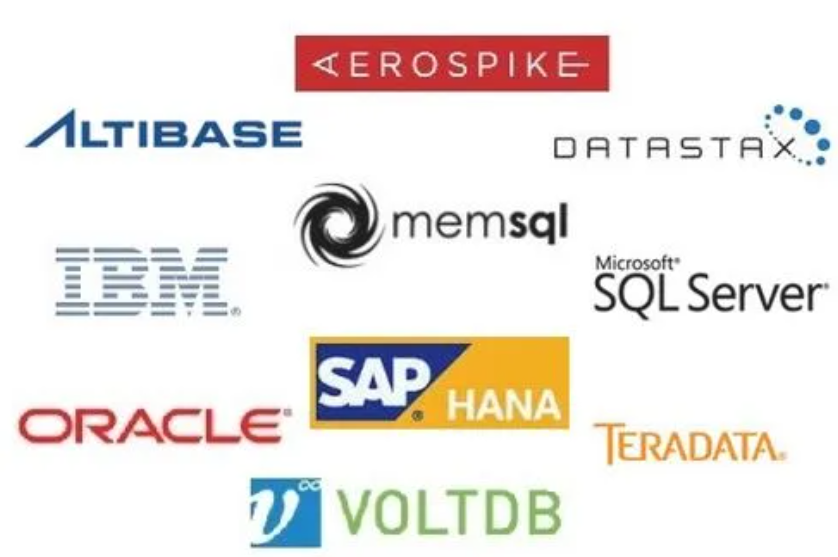 AEROSPIKE
ALTIBASE
DATASTAX
memsql
IBM®
Microsoft®
SQL Server®
SAP® HANA
ORACLE®
TERADATA®
V∞ VOLTDB